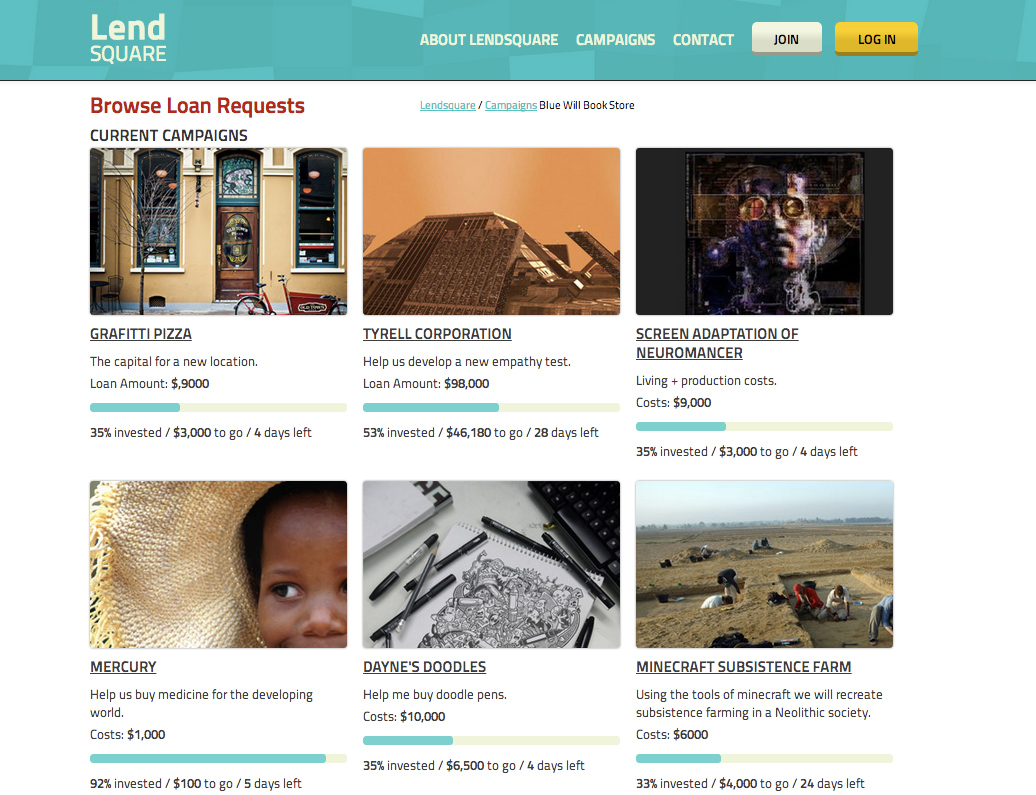 Lend
SQUARE
ABOUT LENDSQUARE CAMPAIGNS CONTACT JOIN LOG IN
Browse Loan Requests
Lendsquare / Campaigns Blue Will Book Store
CURRENT CAMPAIGNS
OLD TOWN
PIZZA
OLD TOWN
GRAFITTI PIZZA
The capital for a new location.
Loan Amount: $,9000
35% invested / $3,000 to go / 4 days left
TYRELL CORPORATION
Help us develop a new empathy test.
Loan Amount: $98,000
53% invested / $46,180 to go / 28 days left
SCREEN ADAPTATION OF
NEUROMANCER
Living + production costs.
Costs: $9,000
35% invested / $3,000 to go / 4 days left
MERCURY
Help us buy medicine for the developing
world.
Costs: $1,000
92% invested / $100 to go / 5 days left
DAYNE'S DOODLES
Help me buy doodle pens.
Costs: $10,000
35% invested / $6,500 to go / 4 days left
MINECRAFT SUBSISTENCE FARM
Using the tools of minecraft we will recreate
subsistence farming in a Neolithic society.
Costs: $6000
33% invested / $4,000 to go / 24 days left